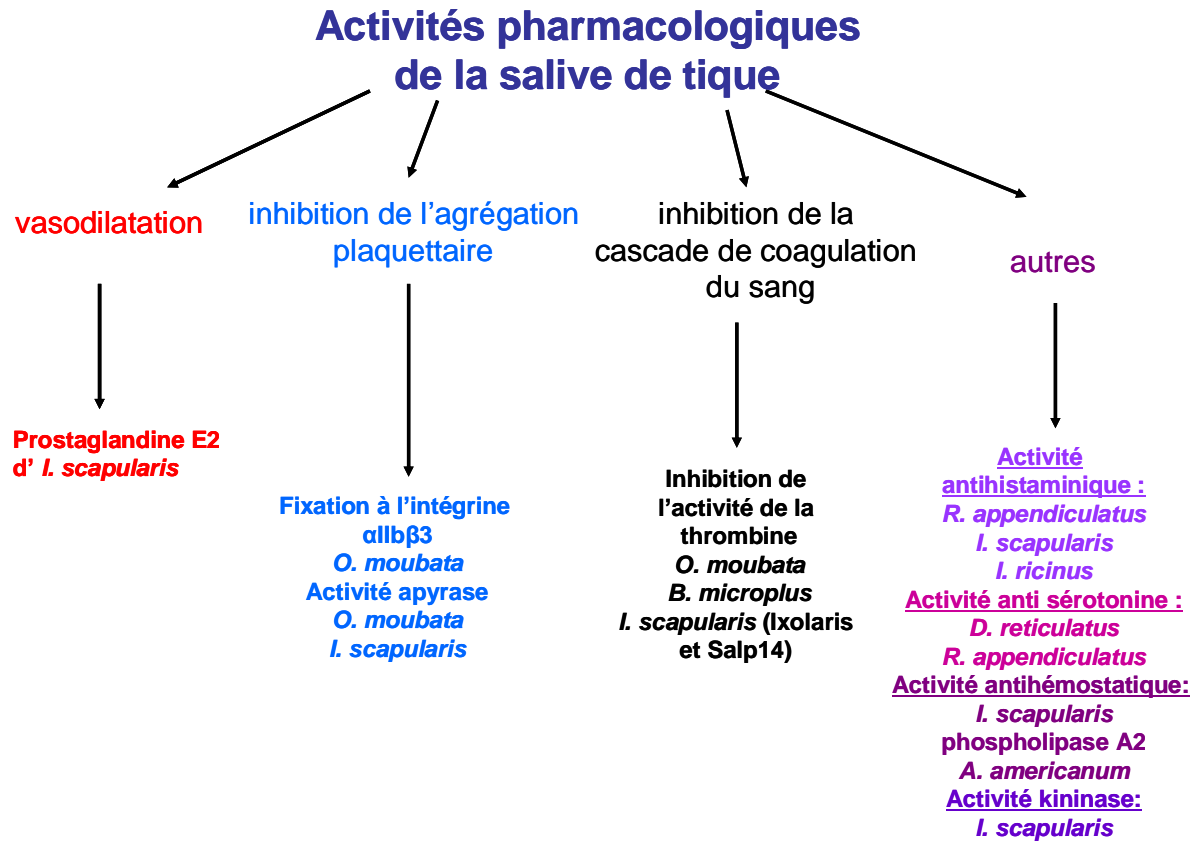 Activités pharmacologiques
de la salive de tique
vasodilatation
inhibition de l’agrégation
plaquettaire
inhibition de la
cascade de coagulation
du sang
autres
Prostaglandine E2
d’ I. scapularis
Fixation à l’intégrine
αIIbβ3
O. moubata
Activité apyrase
O. moubata
I. scapularis
Inhibition de
l’activité de la
thrombine
O. moubata
B. microplus
I. scapularis (Ixolaris
et Salp14)
Activité
antihistaminique :
R. appendiculatus
I. scapularis
I. ricinus
Activité anti sérotonine :
D. reticulatus
R. appendiculatus
Activité antihémostatique:
I. scapularis
phospholipase A2
A. americanum
Activité kininase:
I. scapularis